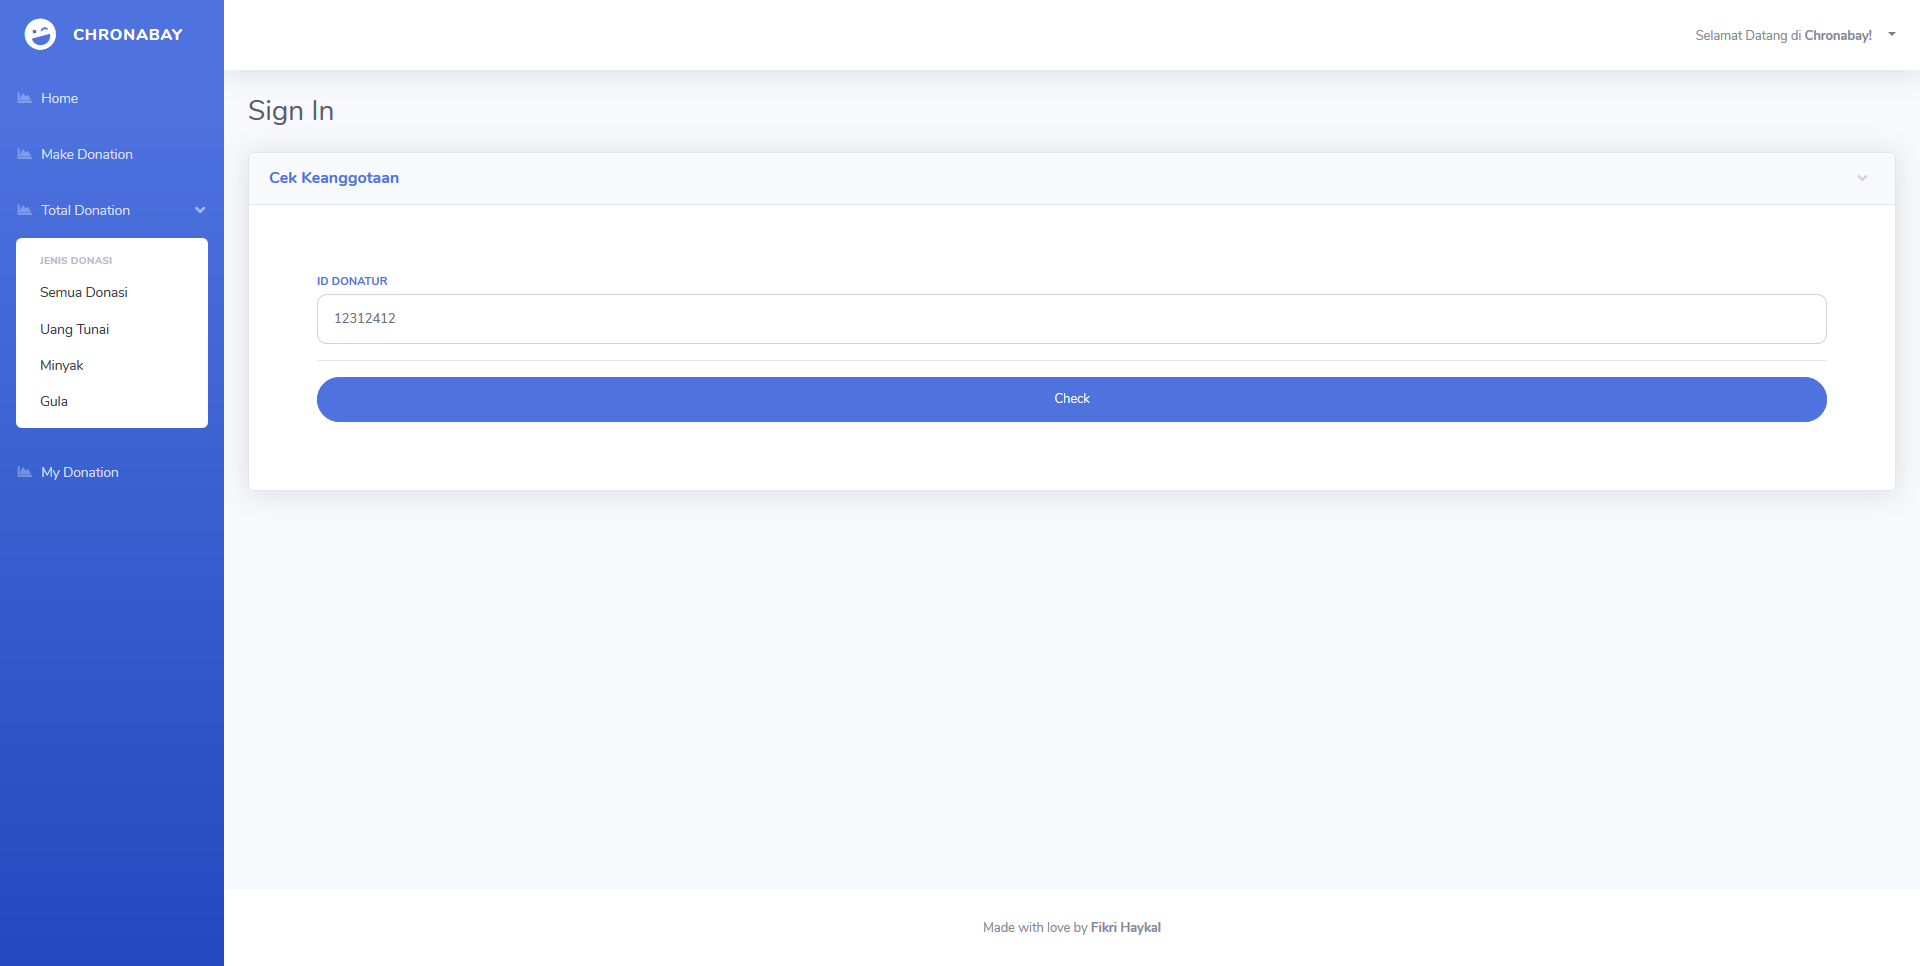 CHRONABAY
Selamat Datang di Chronabay!
Home
Make Donation
Total Donation
JENIS DONASI
Semua Donasi
Uang Tunai
Minyak
Gula
My Donation
Sign In
Cek Keanggotaan
ID DONATUR
12312412
Check
Made with love by Fikri Haykal